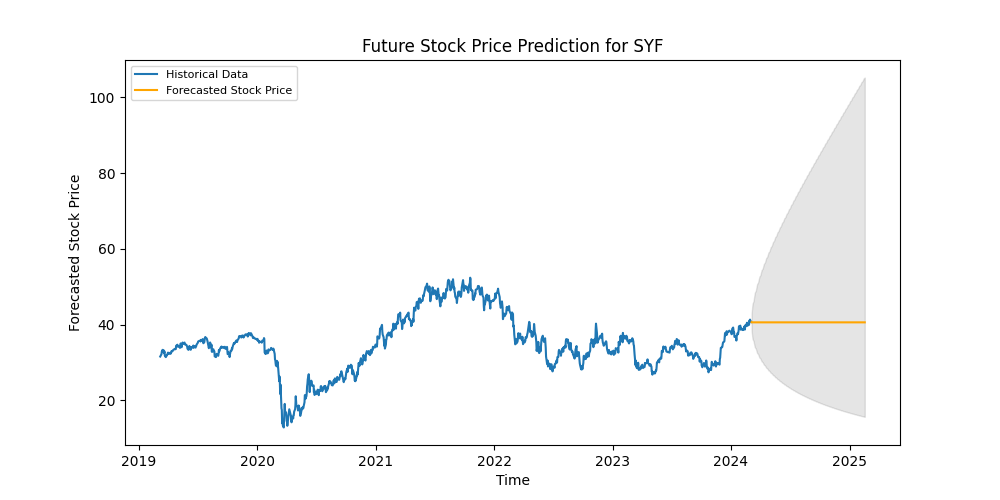 Future Stock Price Prediction for SYF
Historical Data
Forecasted Stock Price
Forecasted Stock Price
100
80
60
40
20
2019 2020 2021 2022 2023 2024 2025
Time